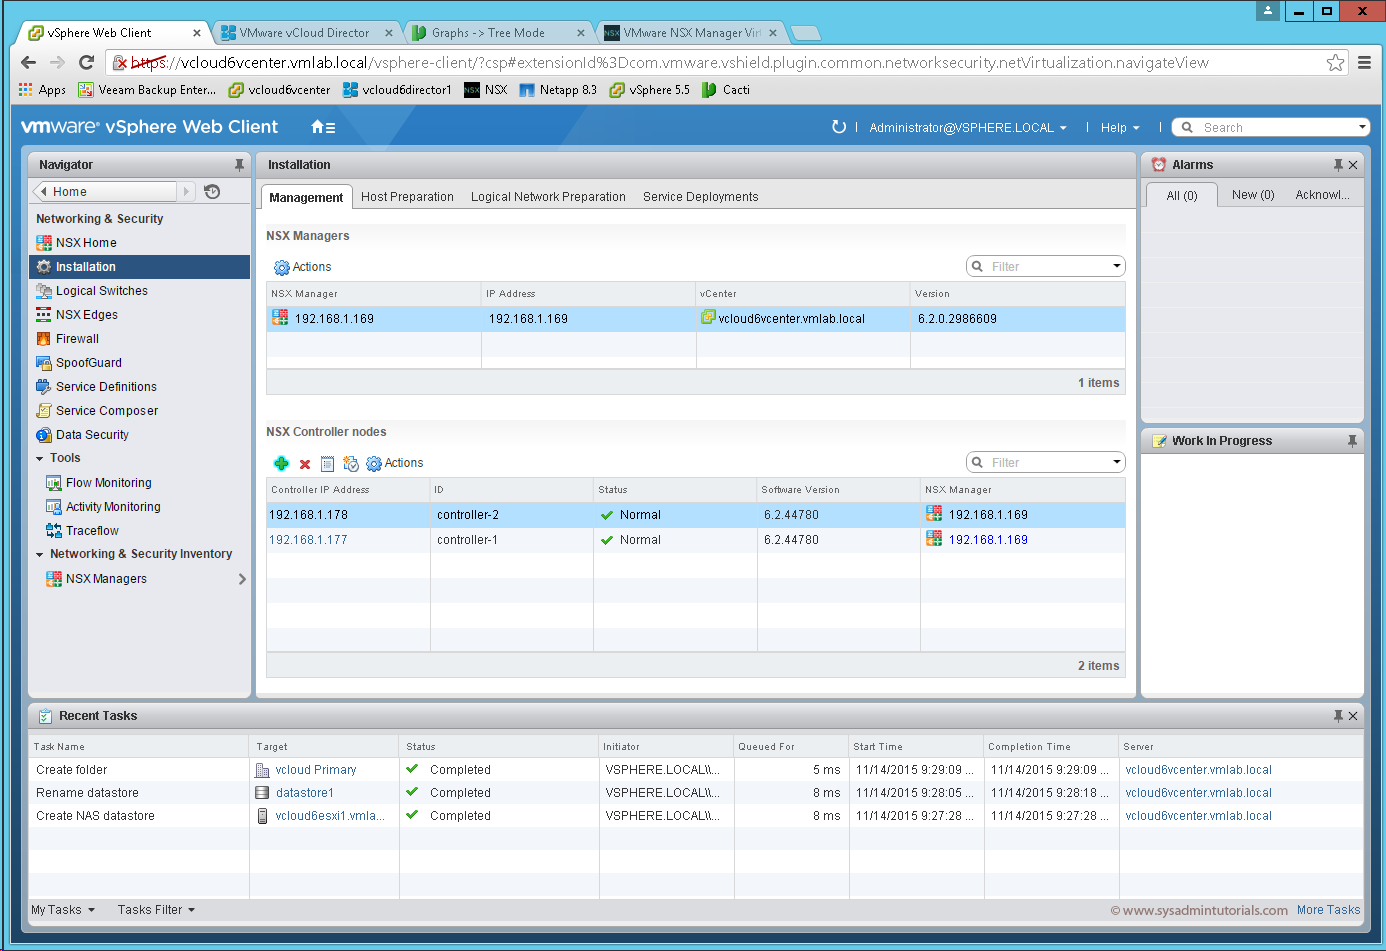 vSphere Web Client
VMware vCloud Director
Graphs -> Tree Mode
VMware NSX Manager Virt
https://vcloud6vcenter.vmlab.local/vsphere-client/?csp#extensionId%3Dcom.vmware.vshield.plugin.common.networksecurity.netVirtualization.navigateView
Apps Veeam Backup Enter... vcloud6vcenter vcloud6director1 NSX NSX Netapp 8.3 vSphere 5.5 Cacti
vmware® vSphere Web Client
Administrator@VSPHERE.LOCAL
Help
Search
Navigator
Home
Networking & Security
NSX Home
Installation
Logical Switches
NSX Edges
Firewall
SpoofGuard
Service Definitions
Service Composer
Data Security
Tools
Flow Monitoring
Activity Monitoring
Traceflow
Networking & Security Inventory
NSX Managers
Installation
Management Host Preparation Logical Network Preparation Service Deployments
NSX Managers
Actions
Filter
NSX Manager IP Address vCenter Version
192.168.1.169 192.168.1.169 vcloud6vcenter.vmlab.local 6.2.0.2986609
1 items
NSX Controller nodes
Actions
Filter
Controller IP Address ID Status Software Version NSX Manager
192.168.1.178 controller-2 Normal 6.2.44780 192.168.1.169
192.168.1.177 controller-1 Normal 6.2.44780 192.168.1.169
2 items
Alarms
All (0) New (0) Acknowl...
Work In Progress
Recent Tasks
Task Name Target Status Initiator Queued For Start Time Completion Time Server
Create folder vcloud Primary Completed VSPHERE.LOCAL\\... 5 ms 11/14/2015 9:29:09 ... 11/14/2015 9:29:09 ... vcloud6vcenter.vmlab.local
Rename datastore datastore1 Completed VSPHERE.LOCAL\\... 8 ms 11/14/2015 9:28:05 ... 11/14/2015 9:28:18 ... vcloud6vcenter.vmlab.local
Create NAS datastore vcloud6esxi1.vmla... Completed VSPHERE.LOCAL\\... 8 ms 11/14/2015 9:27:28 ... 11/14/2015 9:27:28 ... vcloud6vcenter.vmlab.local
My Tasks Tasks Filter
© www.sysadmintutorials.com
More Tasks